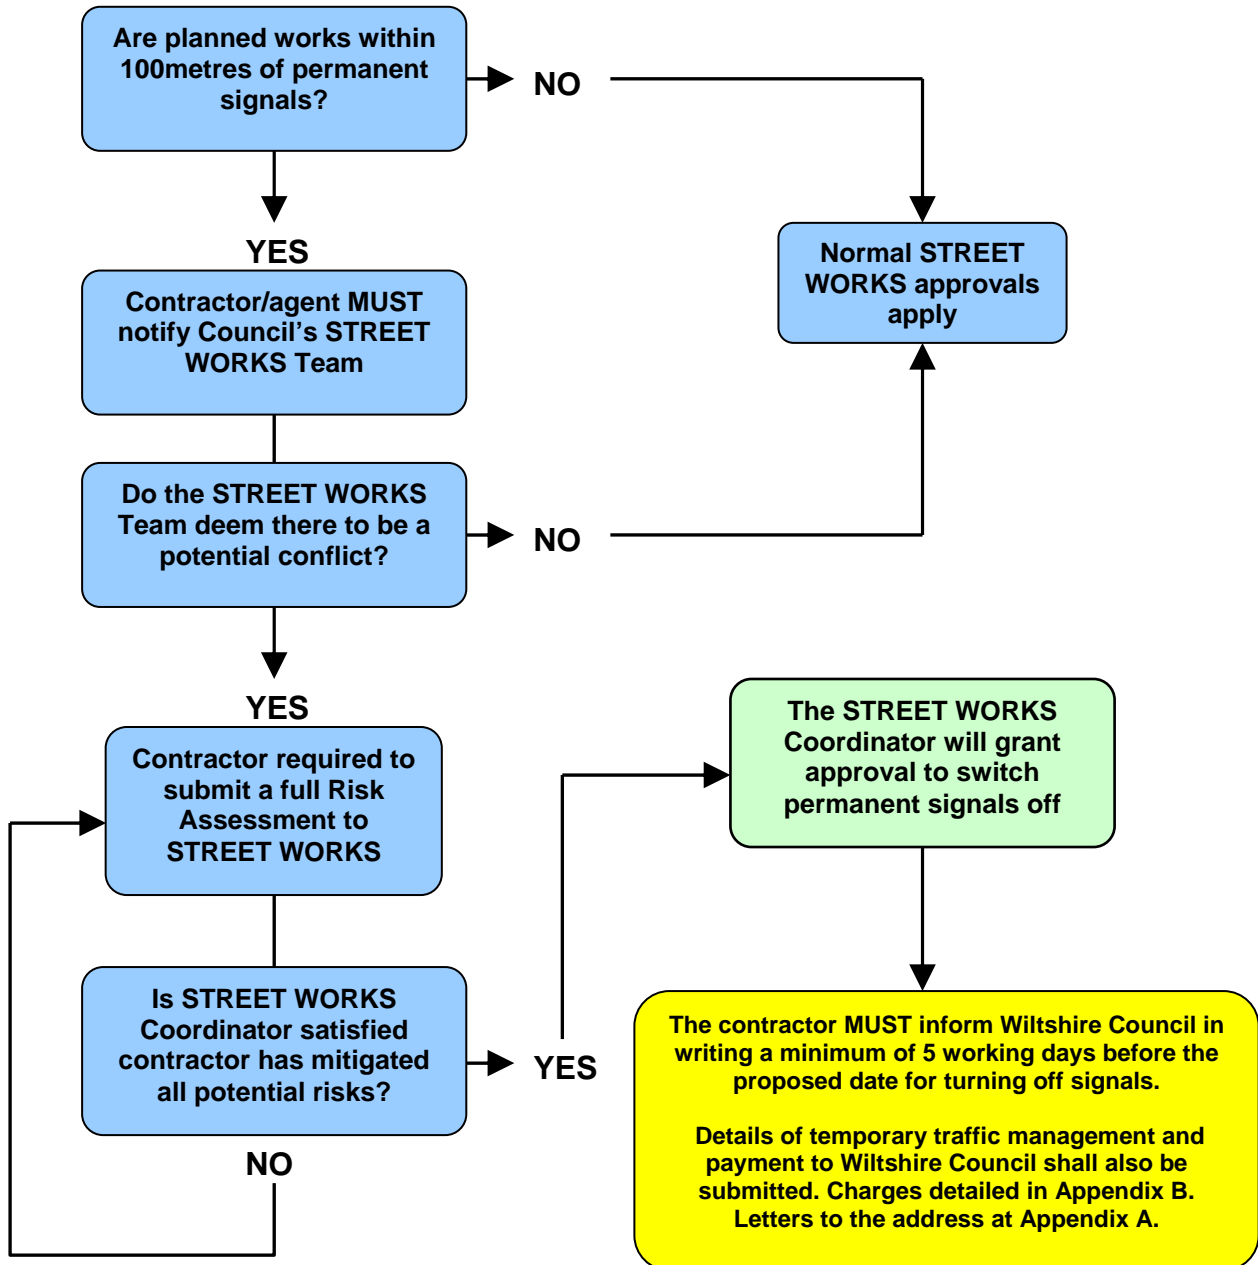 Are planned works within
100metres of permanent
signals?
NO
YES
Normal STREET
WORKS approvals
apply
Contractor/agent MUST
notify Council’s STREET
WORKS Team
Do the STREET WORKS
Team deem there to be a
potential conflict?
NO
YES
Contractor required to
submit a full Risk
Assessment to
STREET WORKS
The STREET WORKS
Coordinator will grant
approval to switch
permanent signals off
Is STREET WORKS
Coordinator satisfied
contractor has mitigated
all potential risks?
YES
NO
The contractor MUST inform Wiltshire Council in
writing a minimum of 5 working days before the
proposed date for turning off signals.
Details of temporary traffic management and
payment to Wiltshire Council shall also be
submitted. Charges detailed in Appendix B.
Letters to the address at Appendix A.